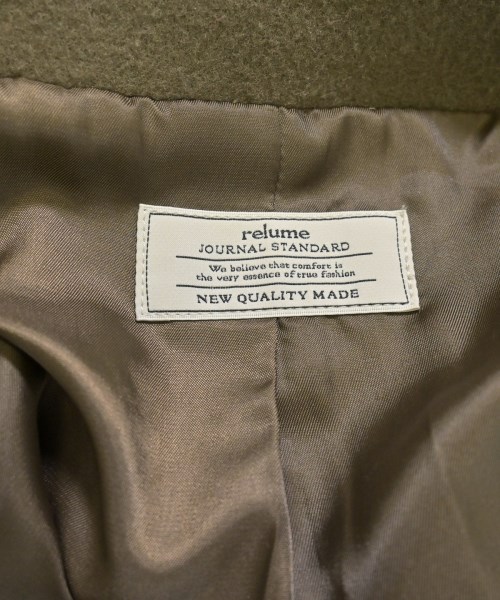 relume
JOURNAL STANDARD
We believe that comfort is
the very essence of true fashion
NEW QUALITY MADE